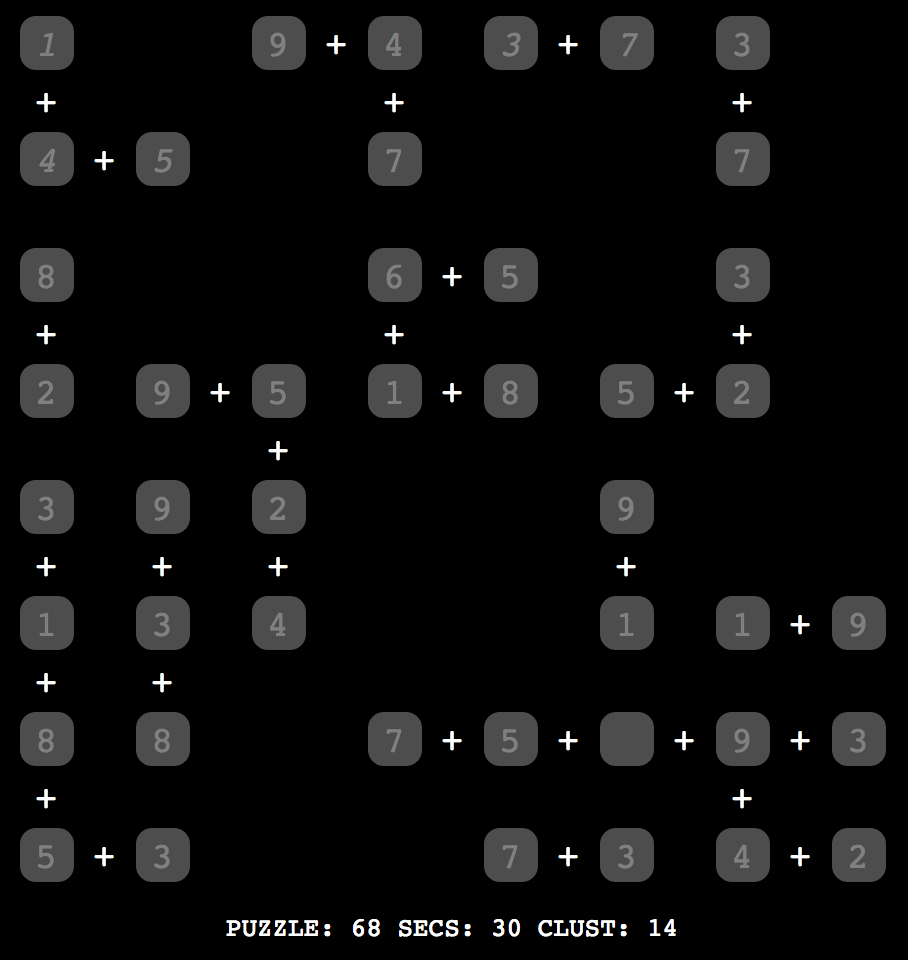 1 9 + 4 3 + 7 3
+ + +
4 + 5 7 7
8 6 + 5 3
+ + +
2 9 + 5 1 + 8 5 + 2
+
3 9 2 9
+ + + +
1 3 4 1 1 + 9
+ +
8 8 7 + 5 + + 9 + 3
+ +
5 + 3 7 + 3 4 + 2
PUZZLE: 68 SECS: 30 CLUST: 14